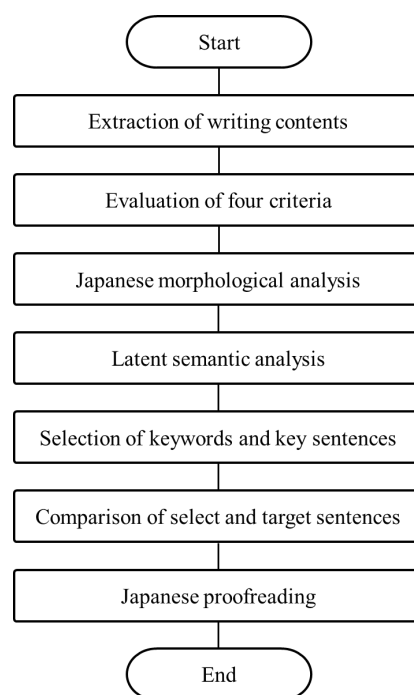 Start
Extraction of writing contents
Evaluation of four criteria
Japanese morphological analysis
Latent semantic analysis
Selection of keywords and key sentences
Comparison of select and target sentences
Japanese proofreading
End